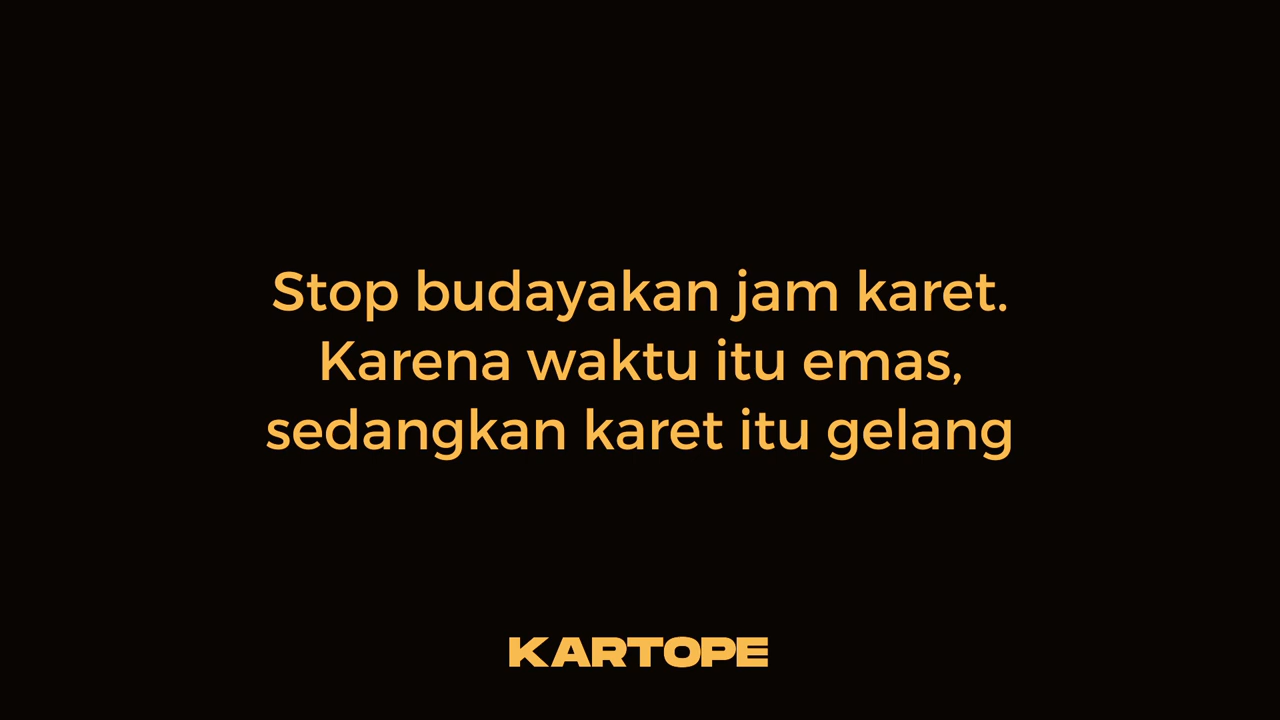 Stop budayakan jam karet.
Karena waktu itu emas,
sedangkan karet itu gelang
KARTOPE